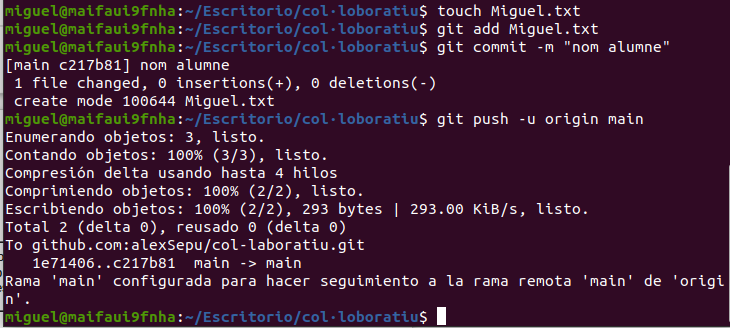 miguel@maifaui9fnha:~/Escritorio/col·loboratiu$ touch Miguel.txt
miguel@maifaui9fnha:~/Escritorio/col·loboratiu$ git add Miguel.txt
miguel@maifaui9fnha:~/Escritorio/col·loboratiu$ git commit -m "nom alumne"
[main c217b81] nom alumne
 1 file changed, 0 insertions(+), 0 deletions(-)
 create mode 100644 Miguel.txt
miguel@maifaui9fnha:~/Escritorio/col·loboratiu$ git push -u origin main
Enumerando objetos: 3, listo.
Contando objetos: 100% (3/3), listo.
Compresión delta usando hasta 4 hilos
Comprimiendo objetos: 100% (2/2), listo.
Escribiendo objetos: 100% (2/2), 293 bytes | 293.00 KiB/s, listo.
Total 2 (delta 0), reusado 0 (delta 0)
To github.com:alexSepu/col-laboratiu.git
   1e71406..c217b81  main -> main
Rama 'main' configurada para hacer seguimiento a la rama remota 'main' de 'origi
n'.
miguel@maifaui9fnha:~/Escritorio/col·loboratiu$